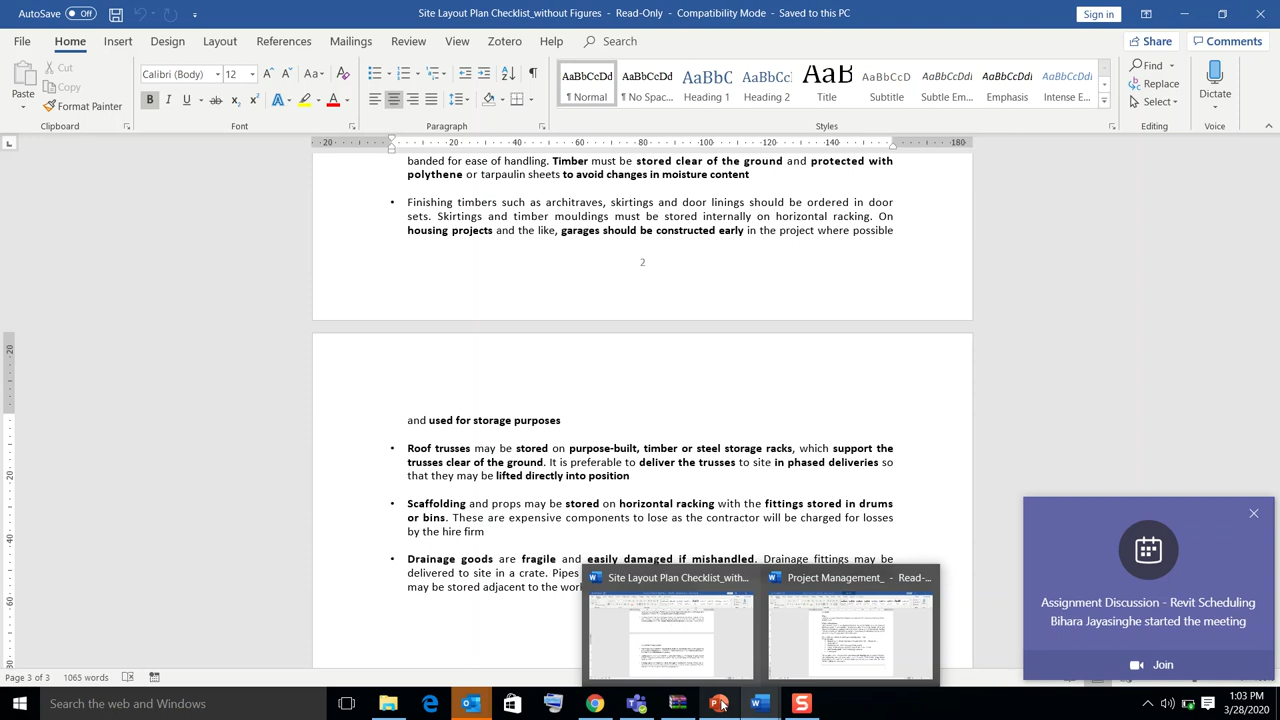 AutoSave Off Site Layout Plan Checklist_without Figures - Read-Only - Compatibility Mode - Saved to this PC Sign in
File Home Insert Design Layout References Mailings Review View Zotero Help Search Share Comments
Paste Cut Copy Format Painter
Calibri (Body) 12
AaBbCcDd ¶ Normal
AaBbCcDd ¶ No Spac...
AaBbC Heading 1
AaBbC Heading 2
AaB Title
AaBbCcD Subtitle
AaBbCcDd Subtle Em...
AaBbCcDd Emphasis
AaBbCcDd Intense E...
Find Replace Select
Dictate
Clipboard Font Paragraph Styles Editing Voice
20 20 40 60 80 100 120 140 180
banded for ease of handling. Timber must be stored clear of the ground and protected with
polythene or tarpaulin sheets to avoid changes in moisture content
• Finishing timbers such as architraves, skirtings and door linings should be ordered in door
sets. Skirtings and timber mouldings must be stored internally on horizontal racking. On
housing projects and the like, garages should be constructed early in the project where possible
2
and used for storage purposes
• Roof trusses may be stored on purpose-built, timber or steel storage racks, which support the
trusses clear of the ground. It is preferable to deliver the trusses to site in phased deliveries so
that they may be lifted directly into position
• Scaffolding and props may be stored on horizontal racking with the fittings stored in drums
or bins. These are expensive components to lose as the contractor will be charged for losses
by the hire firm
• Drainage goods are fragile and easily damaged if mishandled. Drainage fittings may be
delivered to site in a crate. Pipes
may be stored adjacent to the work
Site Layout Plan Checklist_with...
Project Management_ - Read-...
Assignment Discussion - Revit Scheduling
Bihara Jayasinghe started the meeting
Join
Page 3 of 3 1065 words
Search the web and Windows
1:03 PM
3/28/2020